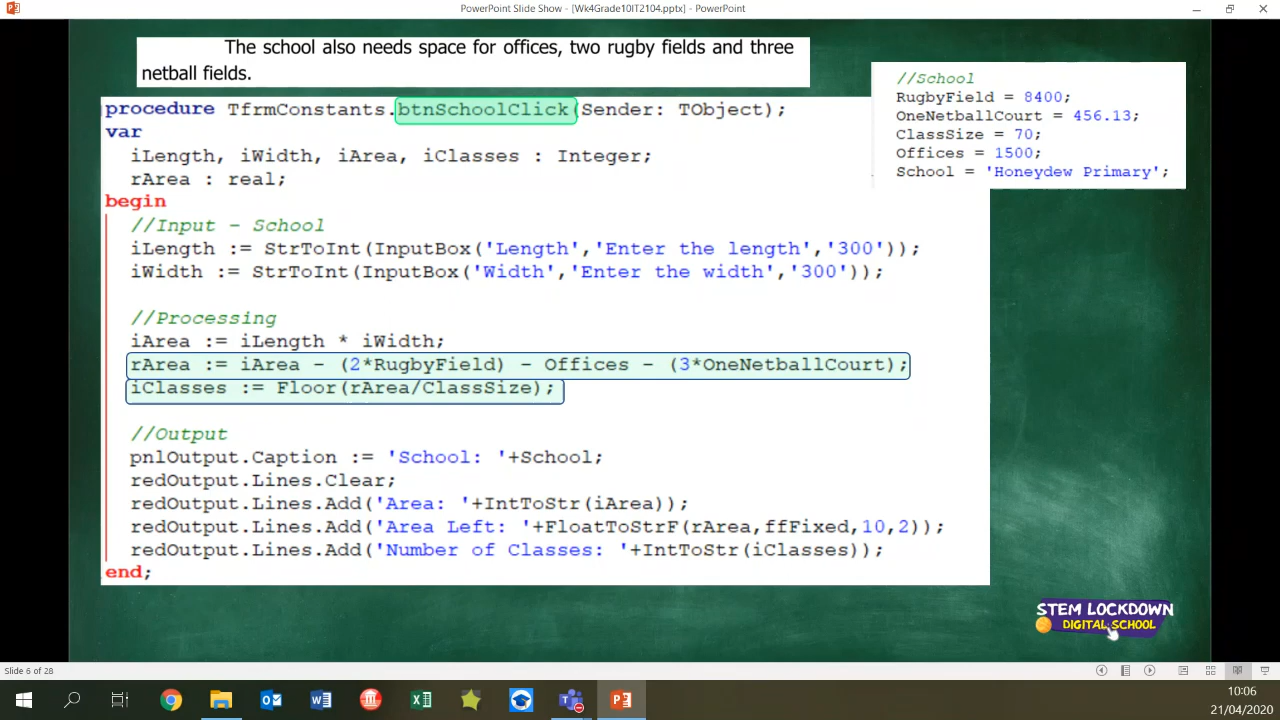 PowerPoint Slide Show - [Wk4Grade10IT2104.pptx] - PowerPoint
The school also needs space for offices, two rugby fields and three
netball fields.
//School
RugbyField = 8400;
OneNetballCourt = 456.13;
ClassSize = 70;
Offices = 1500;
School = 'Honeydew Primary';
procedure TfrmConstants.btnSchoolClick(Sender: TObject);
var
iLength, iWidth, iArea, iClasses : Integer;
rArea : real;
begin
//Input - School
iLength := StrToInt(InputBox('Length','Enter the length','300'));
iWidth := StrToInt(InputBox('Width','Enter the width','300'));
//Processing
iArea := iLength * iWidth;
rArea := iArea - (2*RugbyField) - Offices - (3*OneNetballCourt);
iClasses := Floor(rArea/ClassSize);
//Output
pnlOutput.Caption := 'School: '+School;
redOutput.Lines.Clear;
redOutput.Lines.Add('Area: '+IntToStr(iArea));
redOutput.Lines.Add('Area Left: '+FloatToStrF(rArea,ffFixed,10,2));
redOutput.Lines.Add('Number of Classes: '+IntToStr(iClasses));
end;
STEM LOCKDOWN
DIGITAL SCHOOL
Slide 6 of 28
10:06
21/04/2020